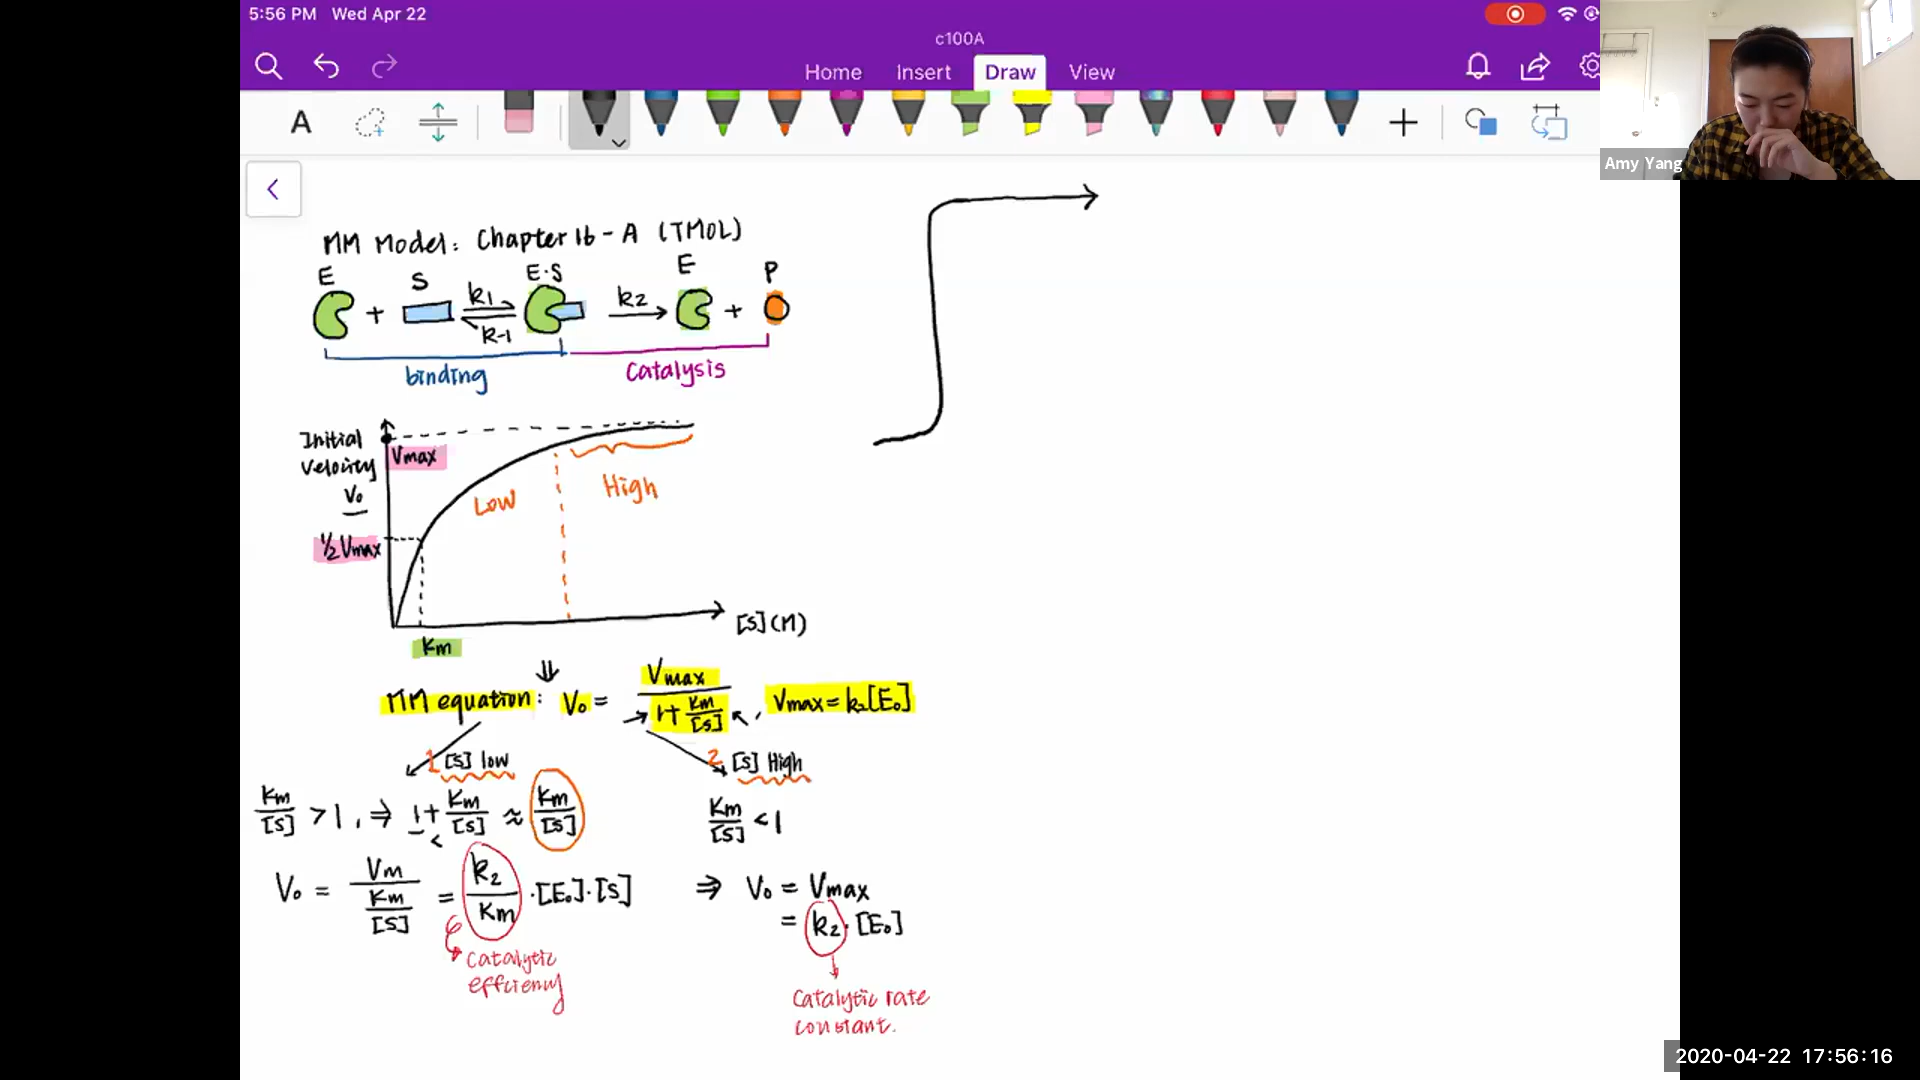 5:56 PM Wed Apr 22
c100A
Home Insert Draw View
A
Amy Yang
MM Model: Chapter 16-A (TMOL)
E S E·S E P
+ k1 k-1 k2 +
binding Catalysis
Initial
Velocity
V₀
Vmax
Low High
1/2 Vmax
[S](M)
Km
⇓
MM equation: V₀ = Vmax / 1+ Km/[S] , Vmax = k₂[E₀]
1 [S] low 2 [S] High
Km/[S] > 1, ⇒ 1+ Km/[S] ≈ Km/[S]
<
Km/[S] < 1
V₀ = Vm / Km/[S] = k₂/Km ·[E₀]·[S]
⇒ V₀ = Vmax
= k₂·[E₀]
Catalytic
efficiency
Catalytic rate
constant.
2020-04-22 17:56:16